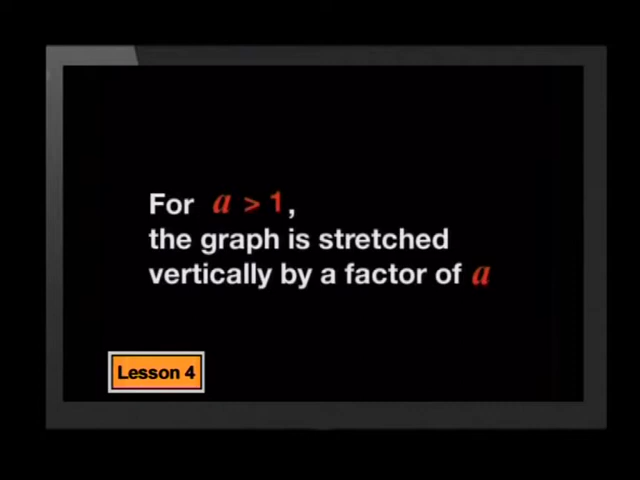 For a > 1,
the graph is stretched
vertically by a factor of a
Lesson 4